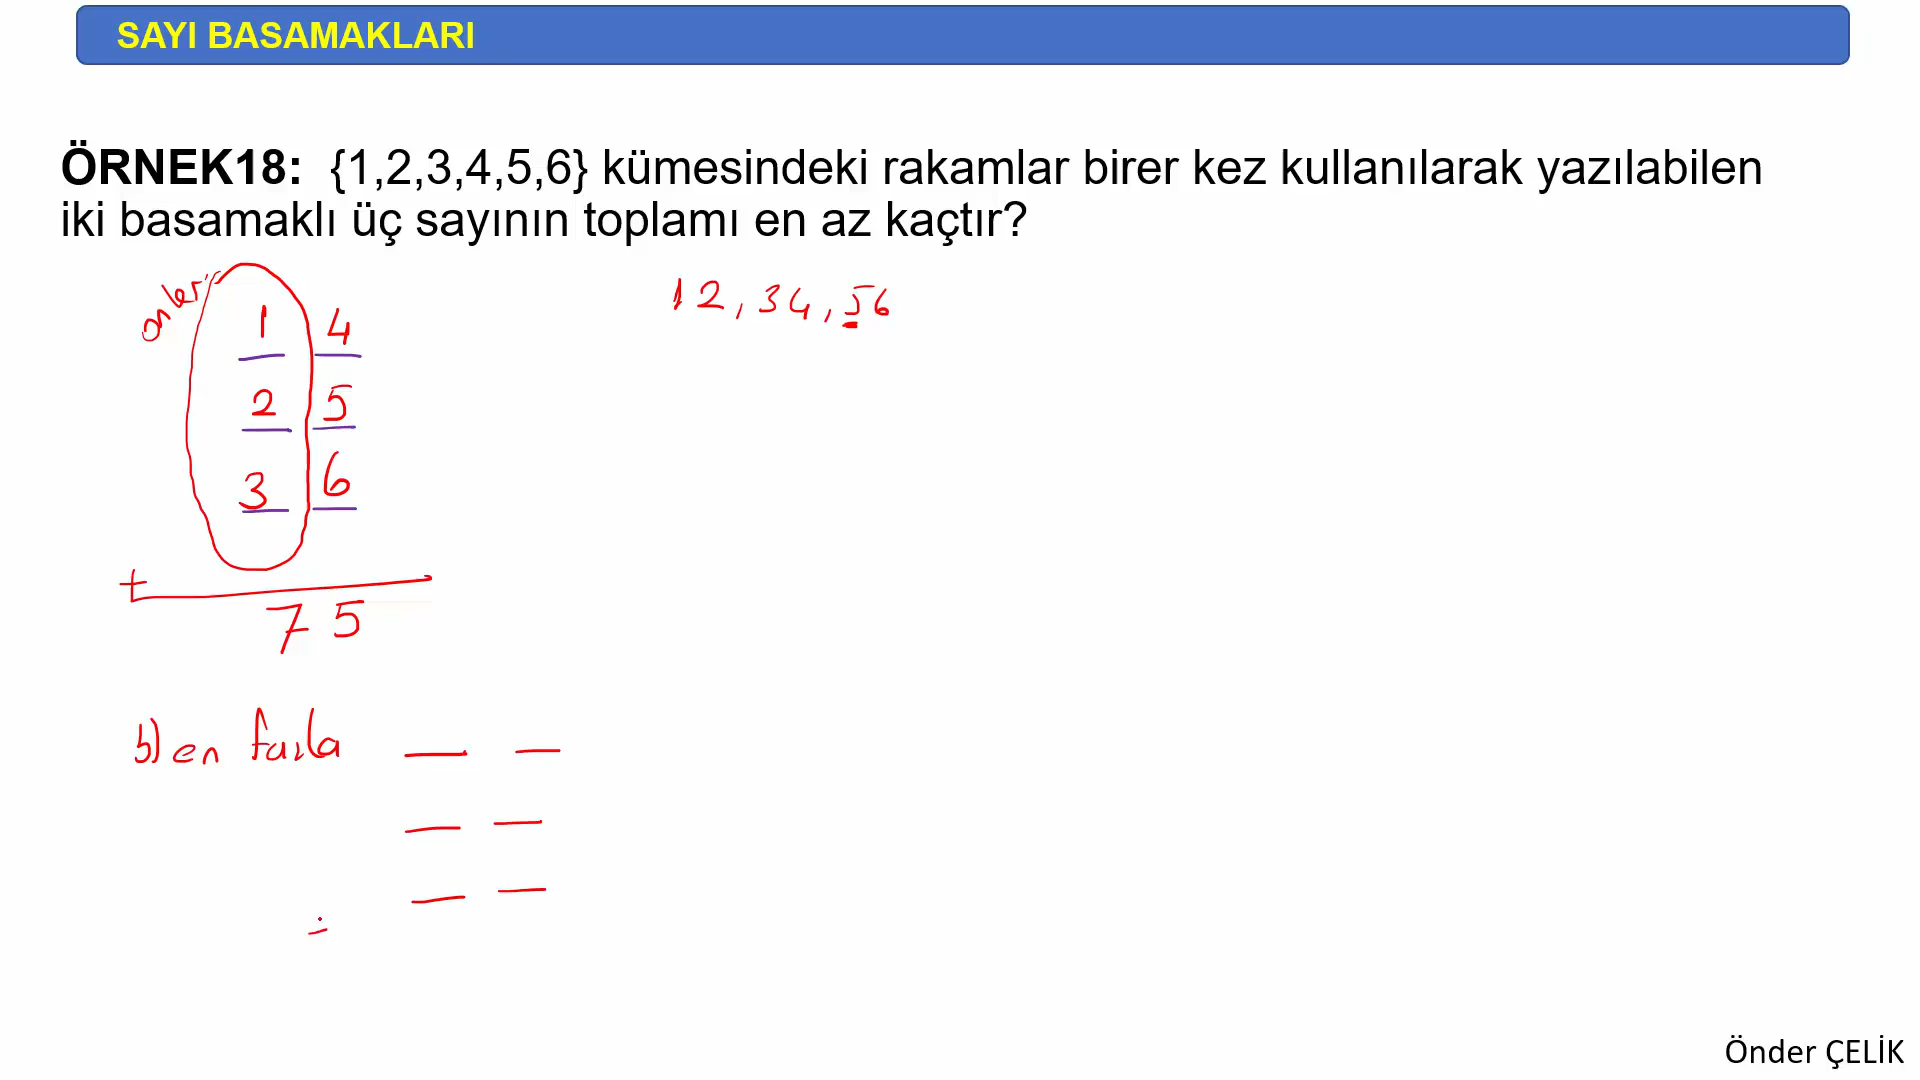 SAYI BASAMAKLARI
ÖRNEK18: {1,2,3,4,5,6} kümesindeki rakamlar birer kez kullanılarak yazılabilen
iki basamaklı üç sayının toplamı en az kaçtır?
onlar
12, 34, 56
1 4
2 5
3 6
+
75
b) en fazla
Önder ÇELİK